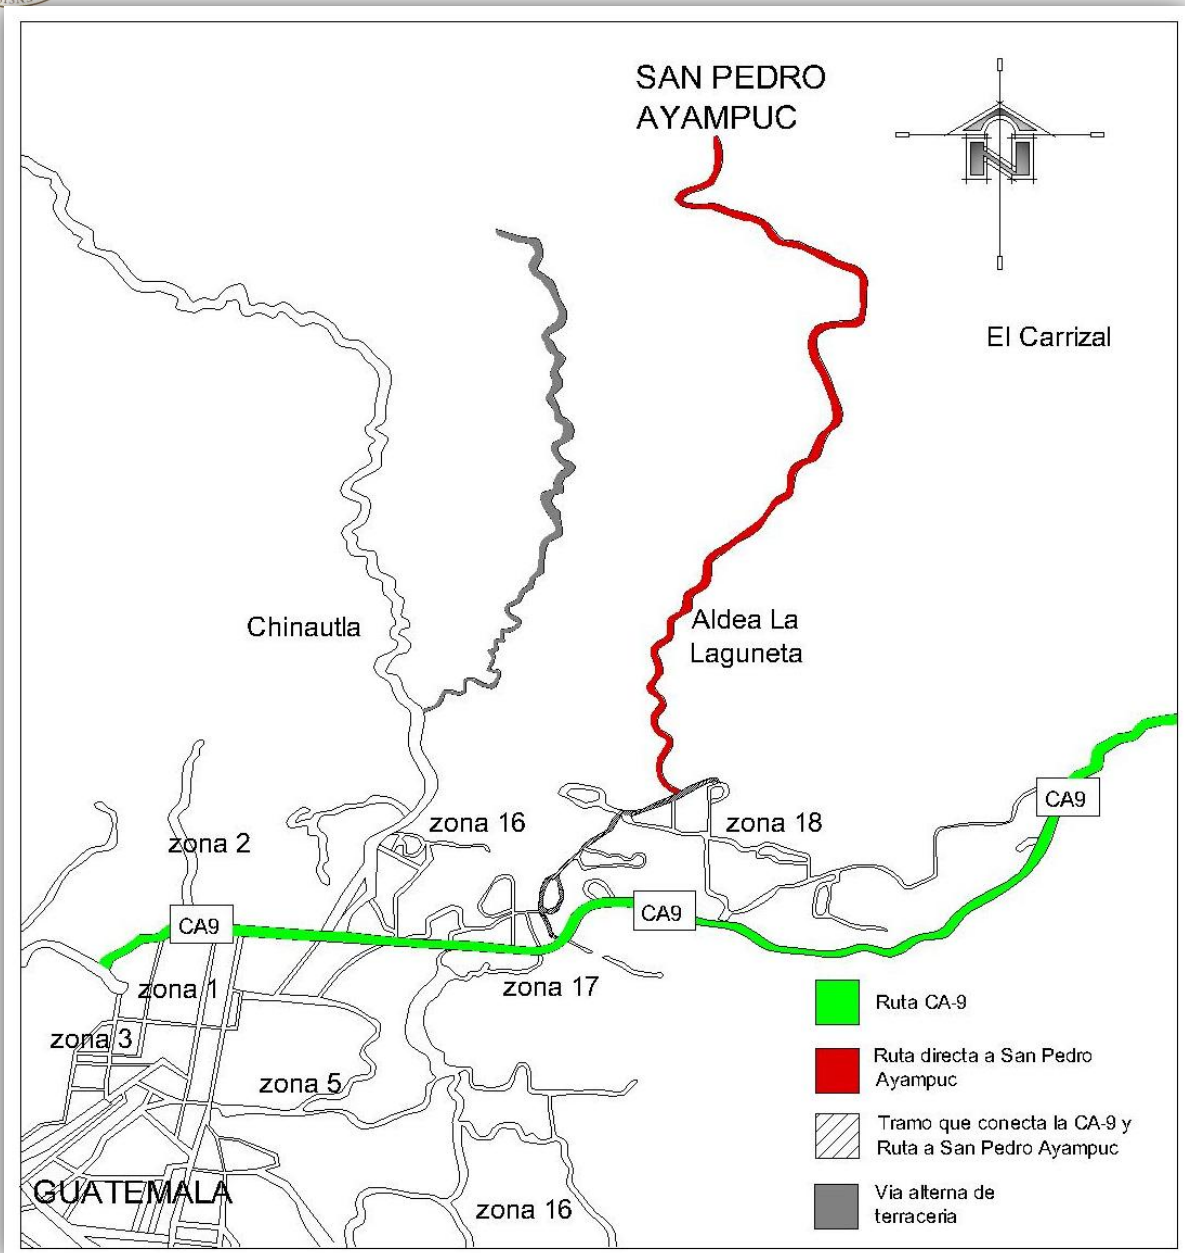 SAN PEDRO
AYAMPUC
N
El Carrizal
Chinautla
Aldea La
Laguneta
CA9
zona 16
zona 18
zona 2
CA9
CA9
zona 1
zona 17
zona 3
zona 5
GUATEMALA
zona 16
Ruta CA-9
Ruta directa a San Pedro
Ayampuc
Tramo que conecta la CA-9 y
Ruta a San Pedro Ayampuc
Via alterna de
terraceria